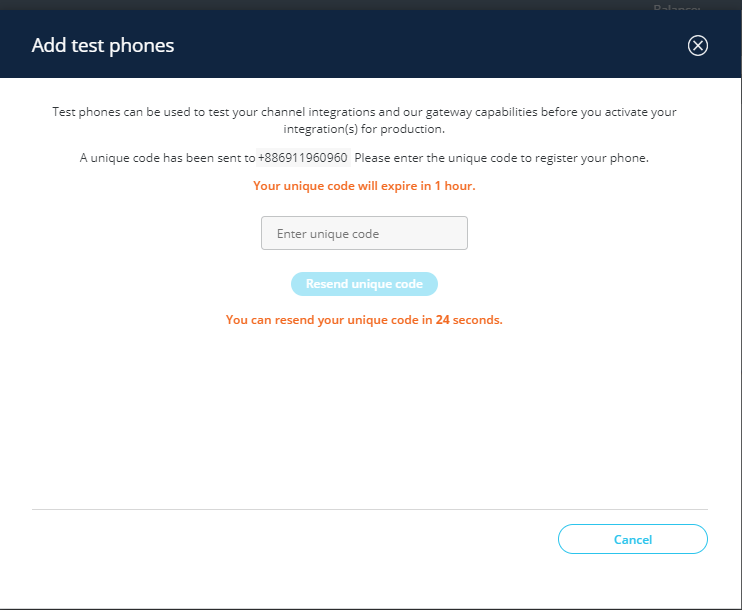 Add test phones
Test phones can be used to test your channel integrations and our gateway capabilities before you activate your
integration(s) for production.
A unique code has been sent to +886911960960 Please enter the unique code to register your phone.
Your unique code will expire in 1 hour.
Enter unique code
Resend unique code
You can resend your unique code in 24 seconds.
Cancel